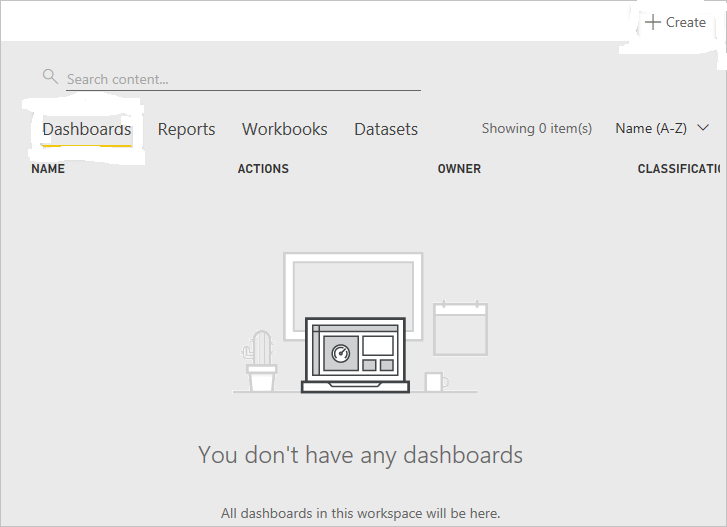 Create
Search content...
Dashboards Reports Workbooks Datasets Showing 0 item(s) Name (A-Z)
NAME ACTIONS OWNER CLASSIFICATIO
You don't have any dashboards
All dashboards in this workspace will be here.